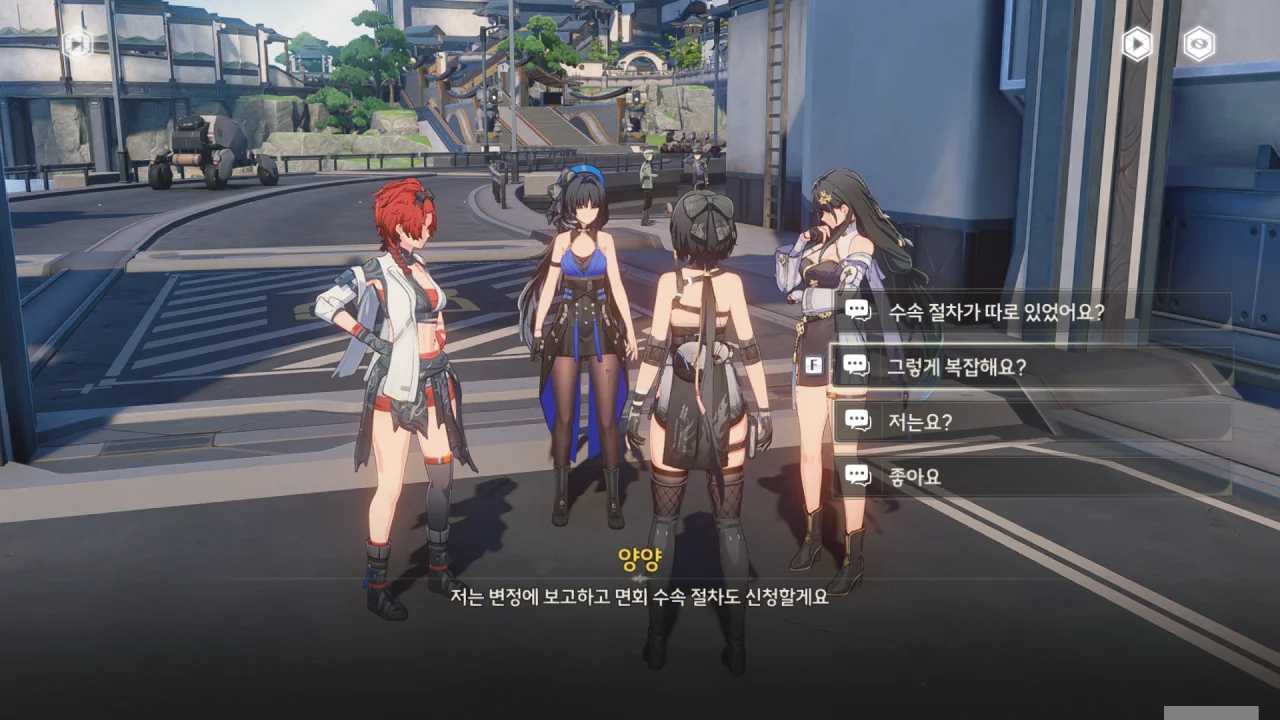 수속 절차가 따로 있었어요?
F
그렇게 복잡해요?
저는요?
좋아요
양양
저는 변정에 보고하고 면회 수속 절차도 신청할게요